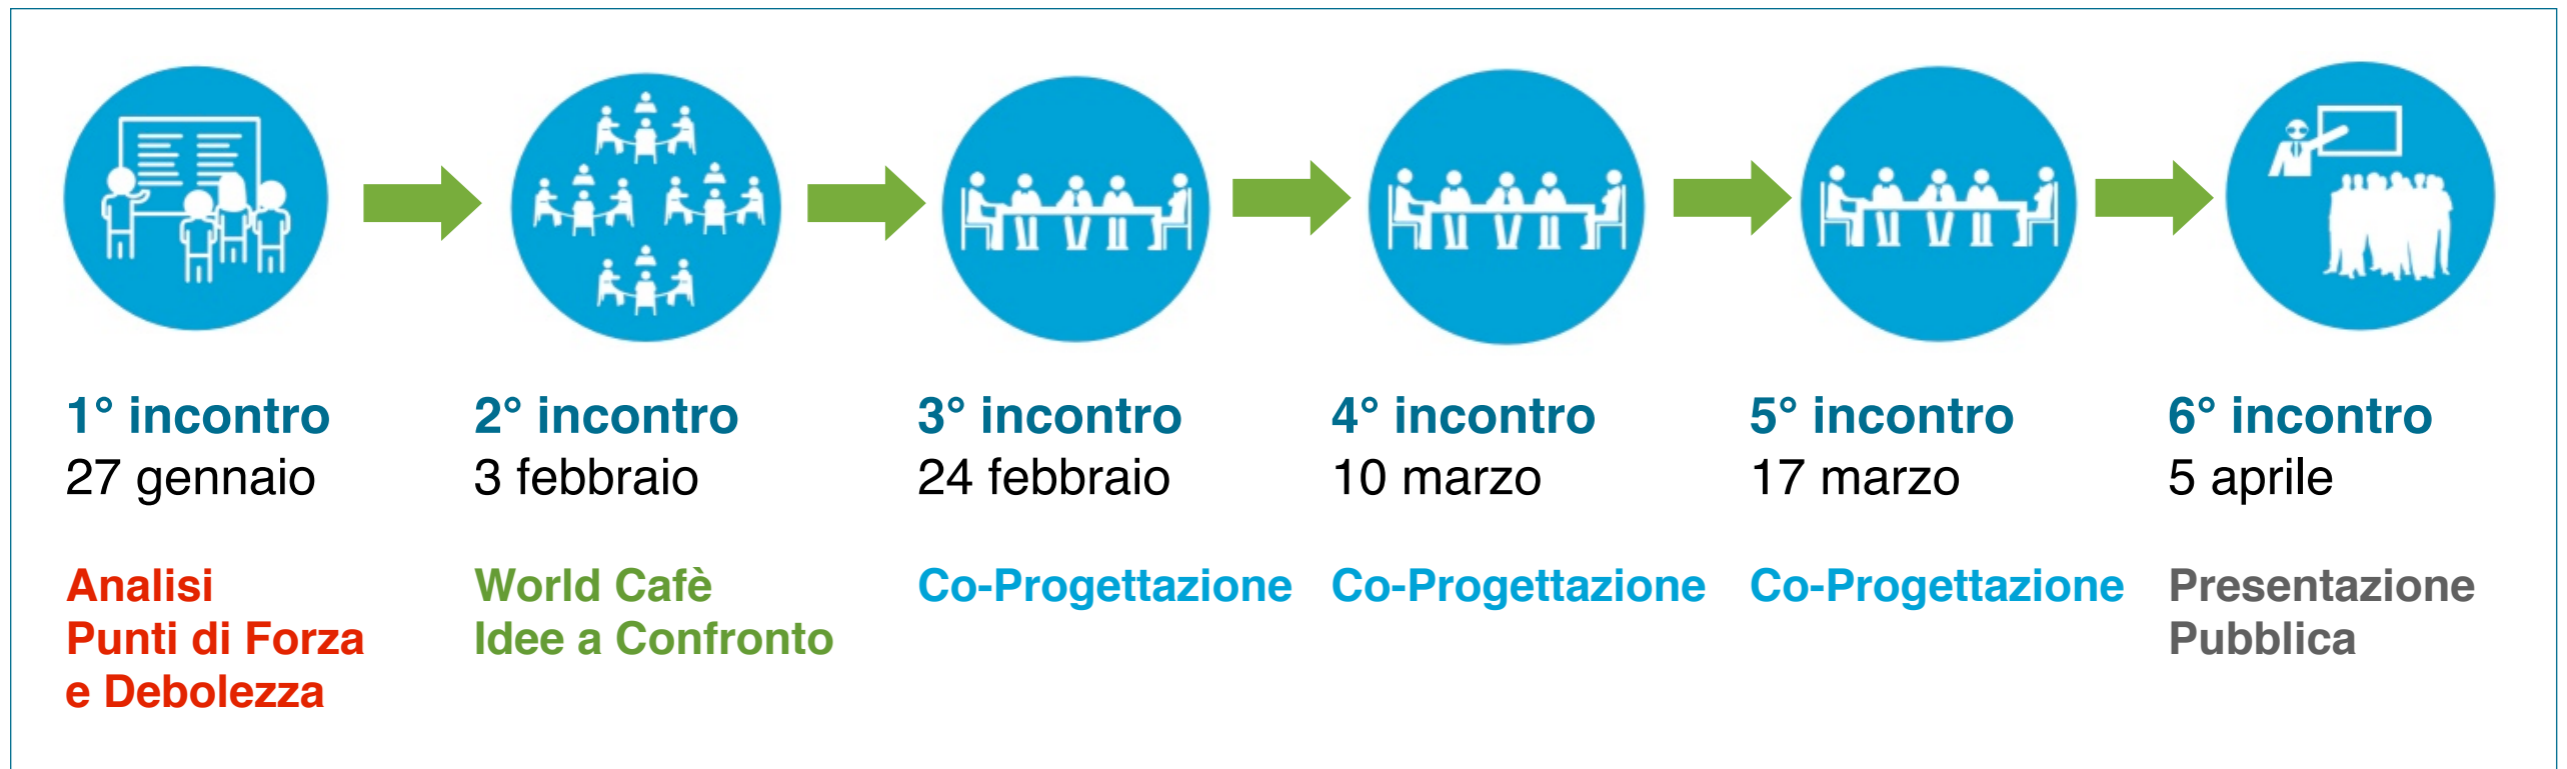 1° incontro
27 gennaio
Analisi
Punti di Forza
e Debolezza
2° incontro
3 febbraio
World Cafè
Idee a Confronto
3° incontro
24 febbraio
Co-Progettazione
4° incontro
10 marzo
Co-Progettazione
5° incontro
17 marzo
Co-Progettazione
6° incontro
5 aprile
Presentazione
Pubblica